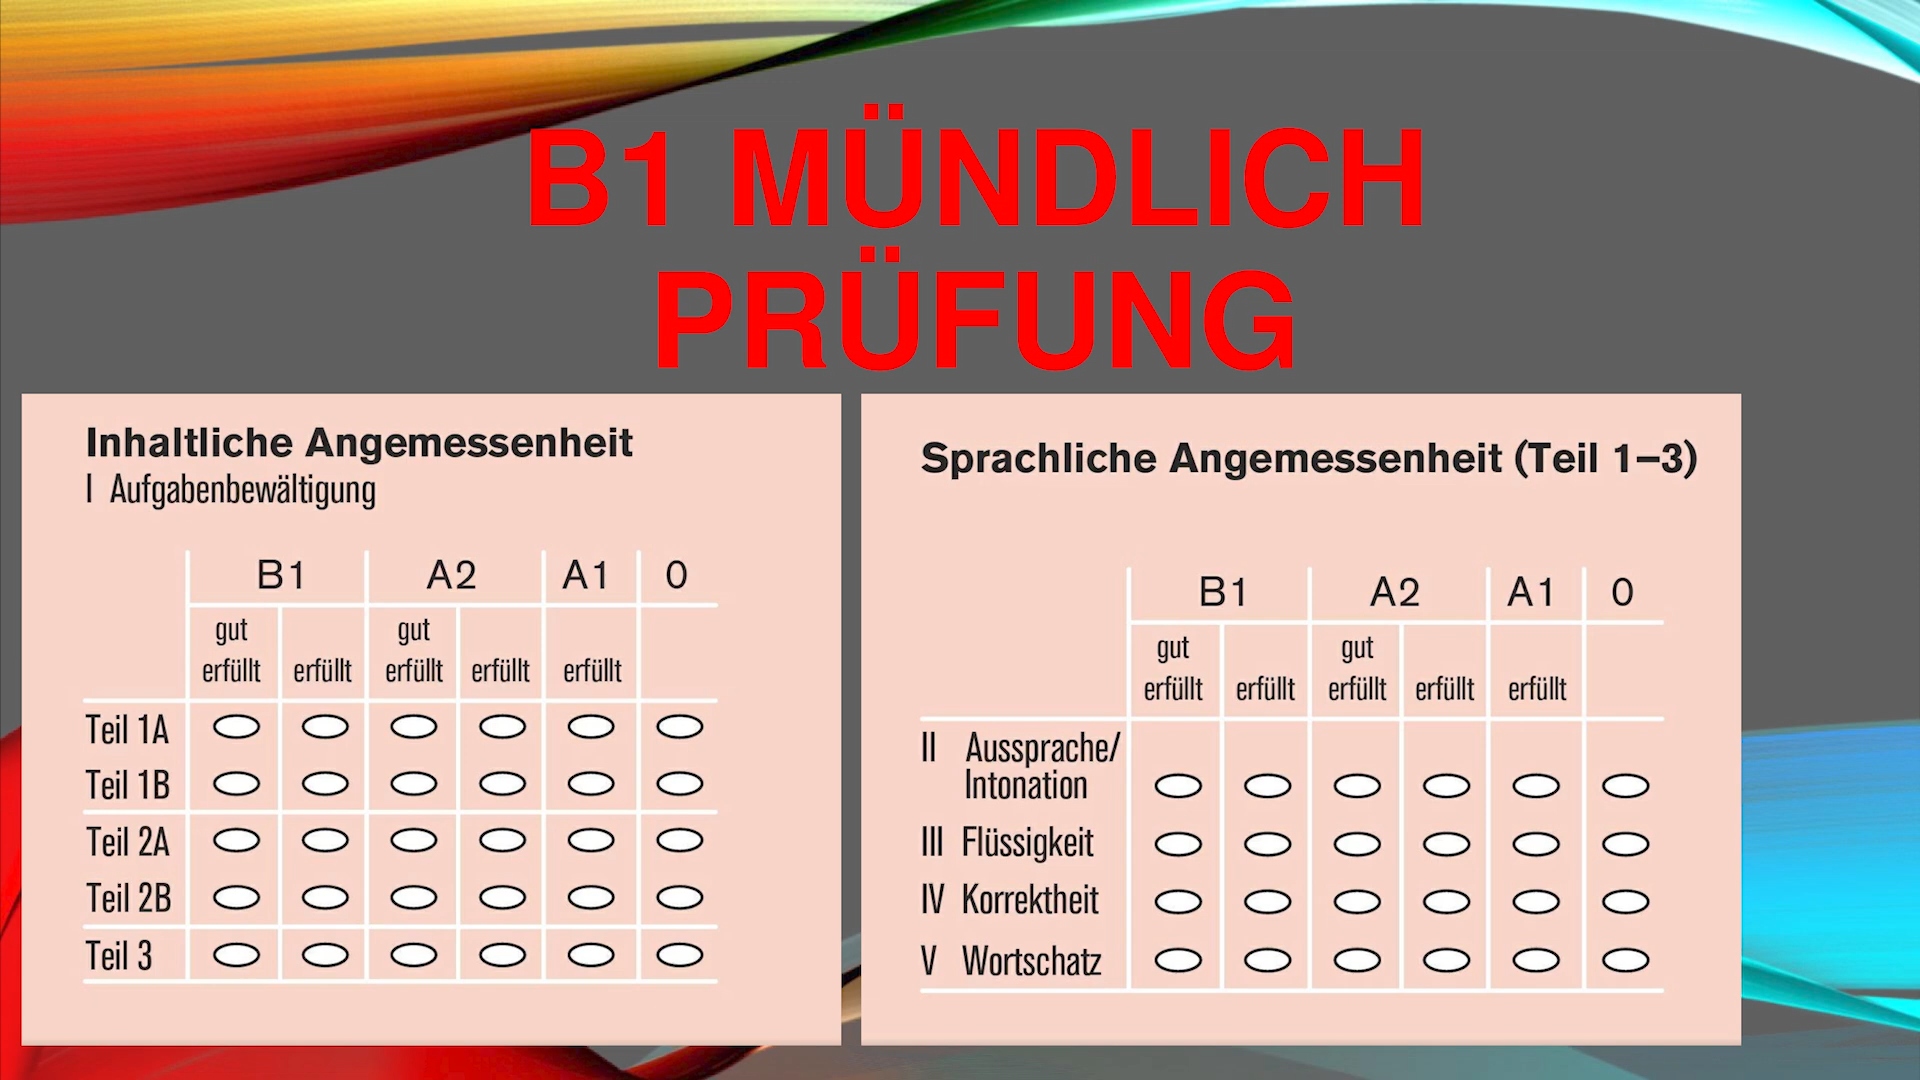 B1 MÜNDLICH
PRÜFUNG
Inhaltliche Angemessenheit
I Aufgabenbewältigung
B1 A2 A1 0
gut gut
erfüllt erfüllt erfüllt erfüllt erfüllt
Teil 1A
Teil 1B
Teil 2A
Teil 2B
Teil 3
Sprachliche Angemessenheit (Teil 1–3)
B1 A2 A1 0
gut gut
erfüllt erfüllt erfüllt erfüllt erfüllt
II Aussprache/
Intonation
III Flüssigkeit
IV Korrektheit
V Wortschatz